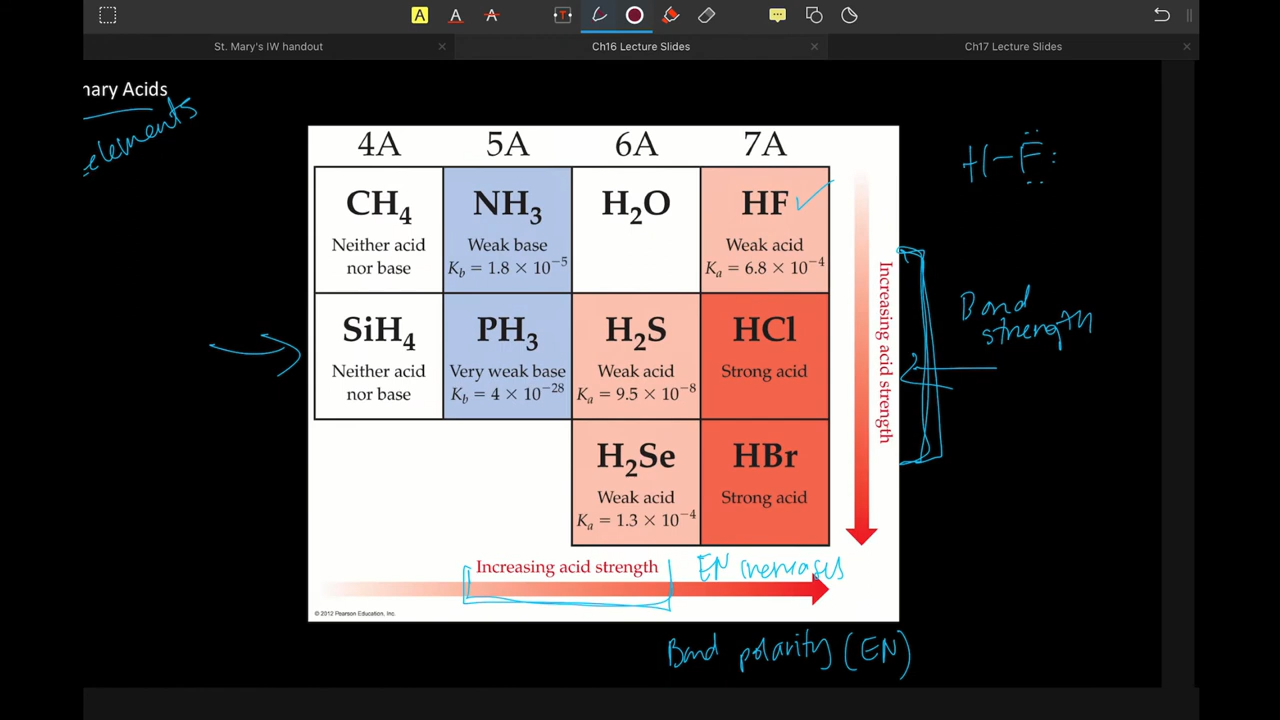 St. Mary's IW handout
Ch16 Lecture Slides
Ch17 Lecture Slides
nary Acids
elements
4A 5A 6A 7A
CH₄
Neither acid
nor base
NH₃
Weak base
K_b = 1.8 × 10⁻⁵
H₂O
HF ✓
Weak acid
Kₐ = 6.8 × 10⁻⁴
SiH₄
Neither acid
nor base
PH₃
Very weak base
K_b = 4 × 10⁻²⁸
H₂S
Weak acid
Kₐ = 9.5 × 10⁻⁸
HCl
Strong acid
H₂Se
Weak acid
Kₐ = 1.3 × 10⁻⁴
HBr
Strong acid
Increasing acid strength
H–F
Bond
strength
Increasing acid strength
EN increases
© 2012 Pearson Education, Inc.
Bond polarity (EN)